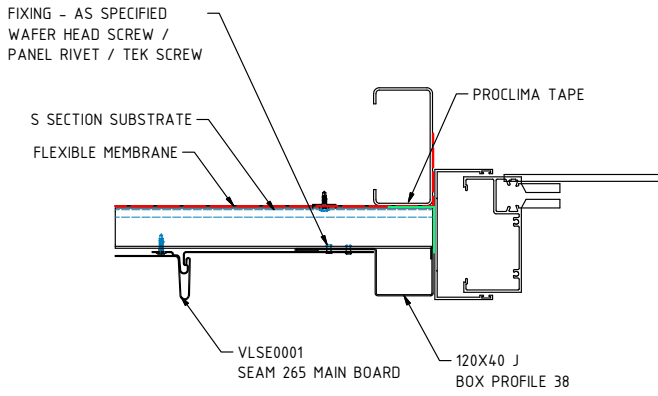 FIXING - AS SPECIFIED
WAFER HEAD SCREW /
PANEL RIVET / TEK SCREW
PROCLIMA TAPE
S SECTION SUBSTRATE
FLEXIBLE MEMBRANE
VLSE0001
SEAM 265 MAIN BOARD
120X40 J
BOX PROFILE 38